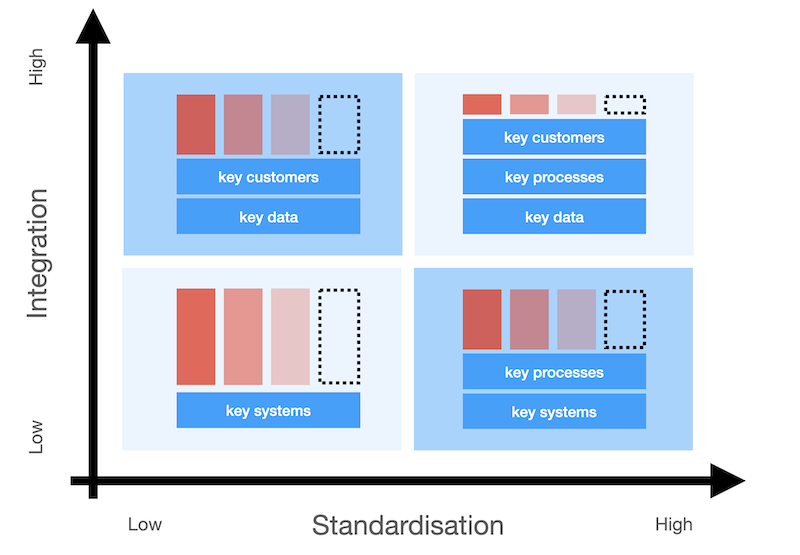 High
key customers
key data
key customers
key processes
key data
Integration
key systems
key processes
key systems
Low
Low
Standardisation
High